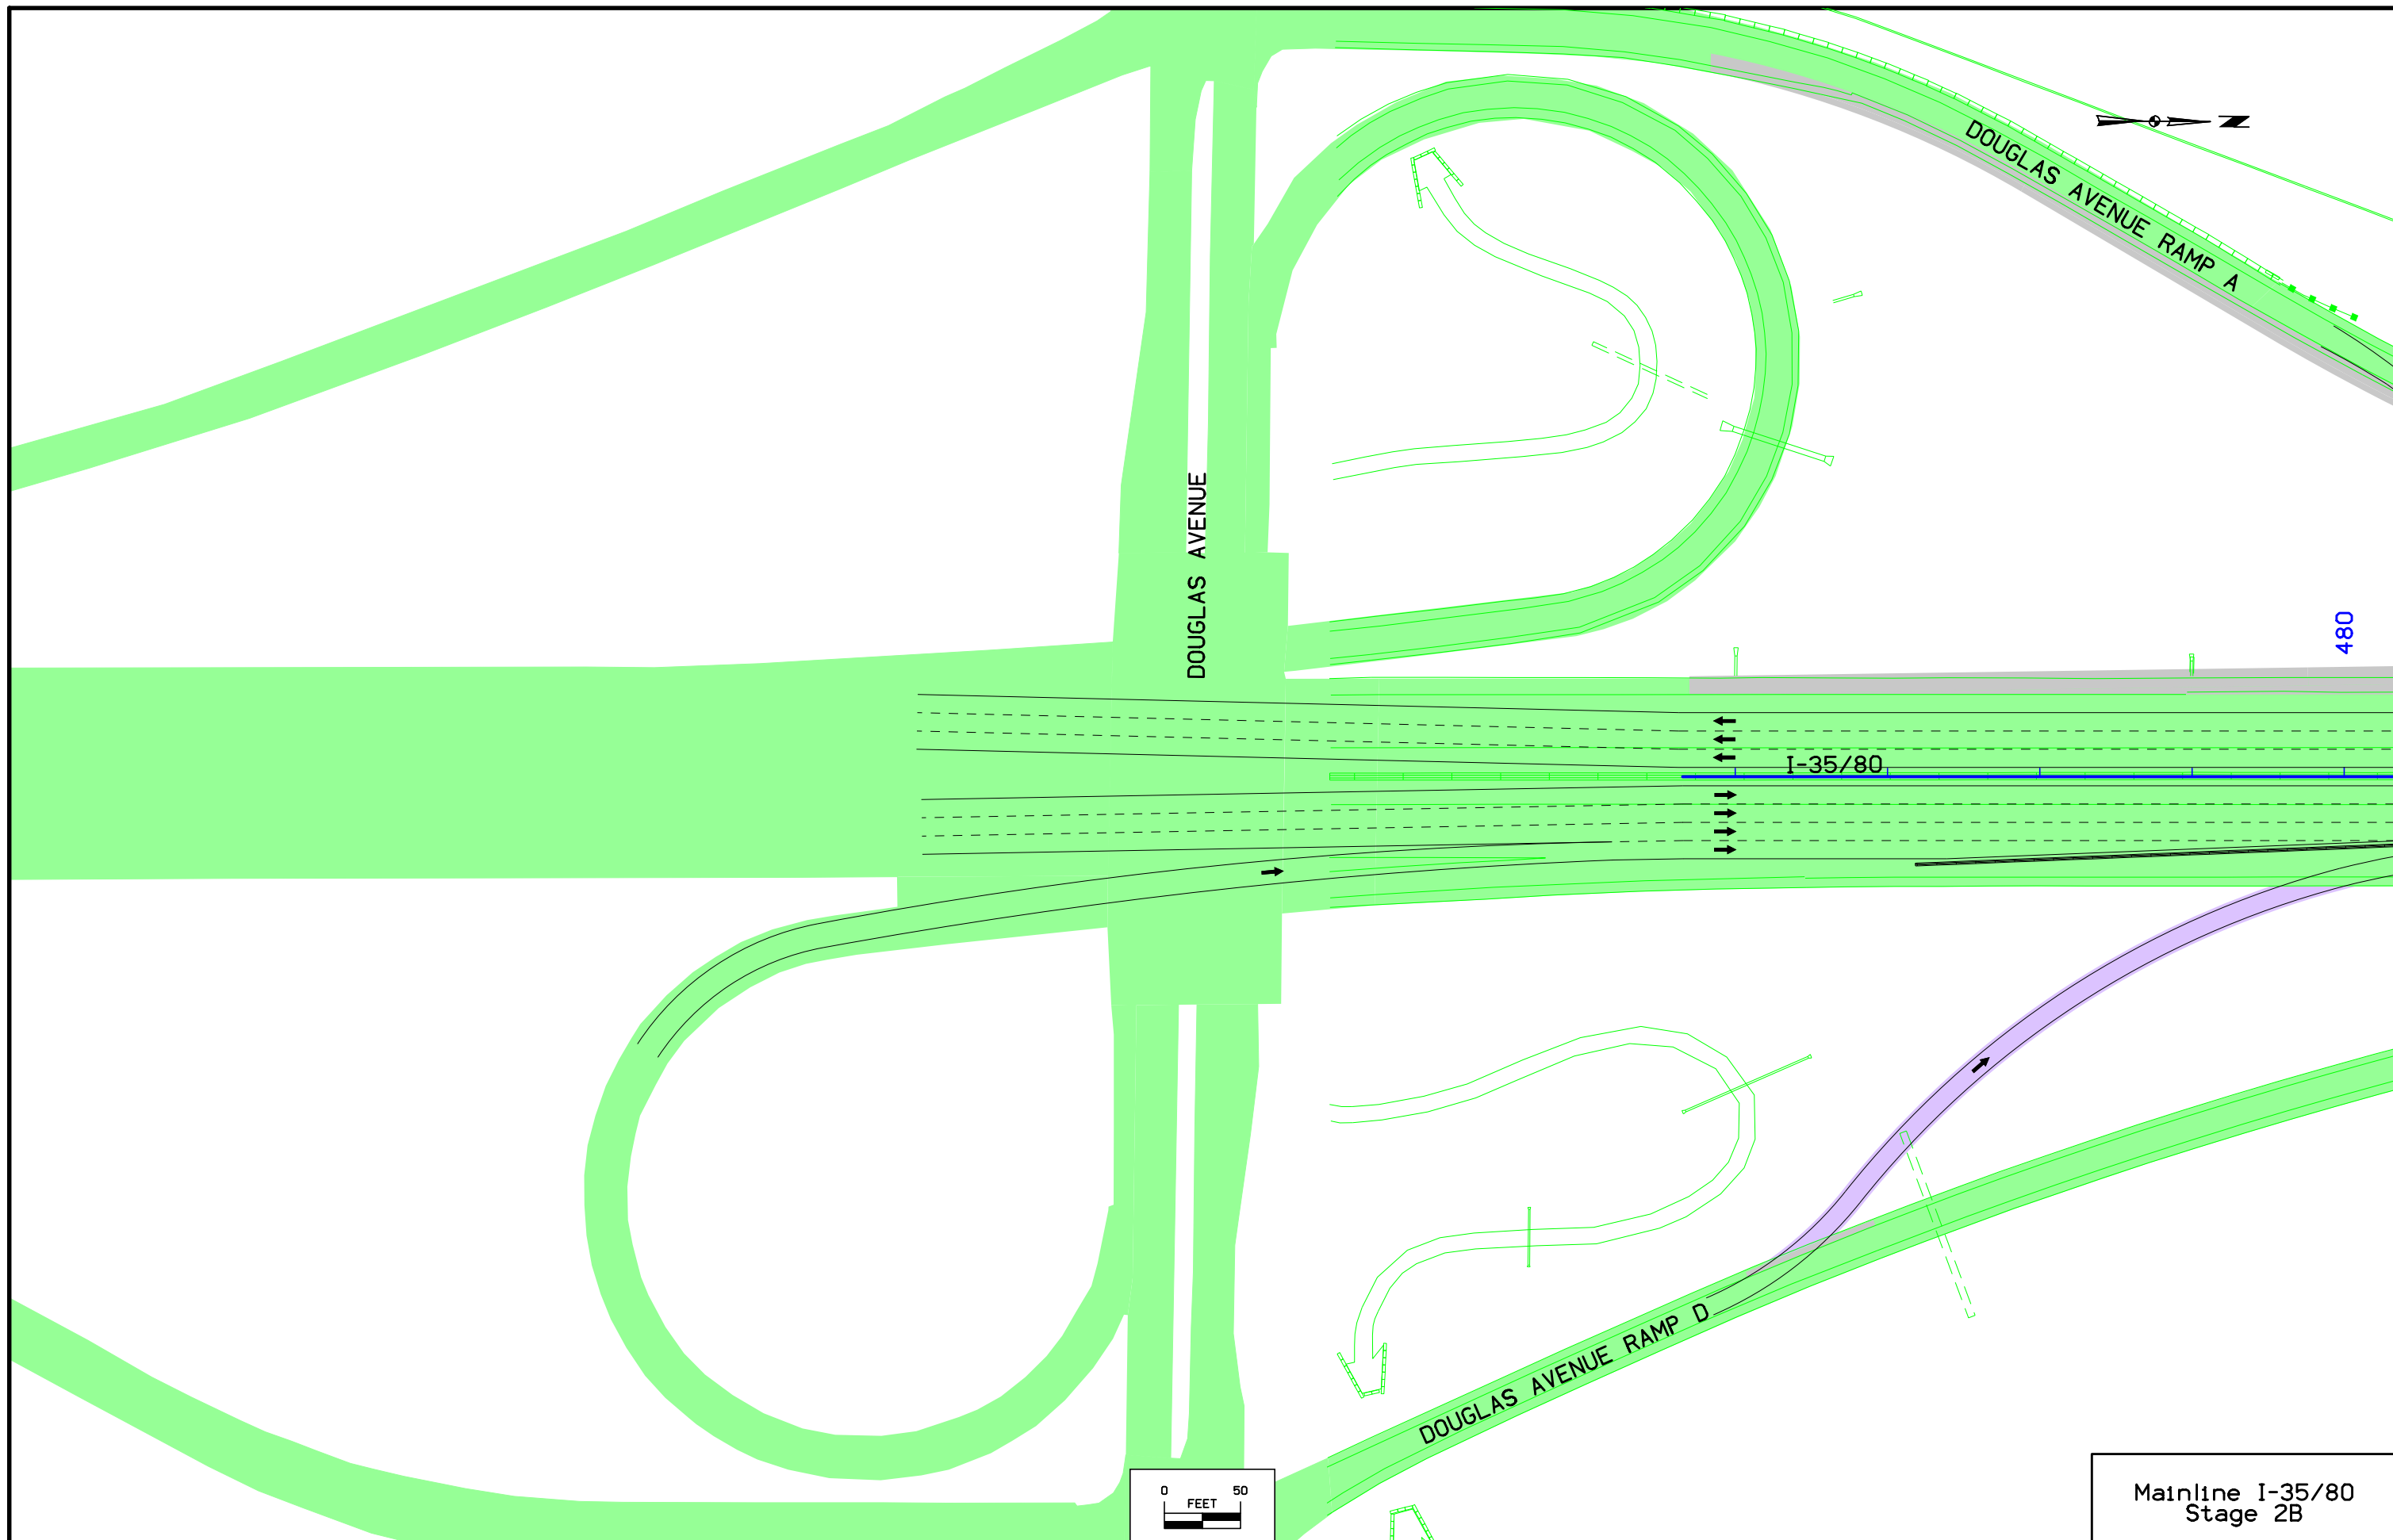 DOUGLAS AVENUE RAMP A
N
DOUGLAS AVENUE
480
I-35/80
DOUGLAS AVENUE RAMP D
0 50
FEET
Mainline I-35/80
Stage 2B